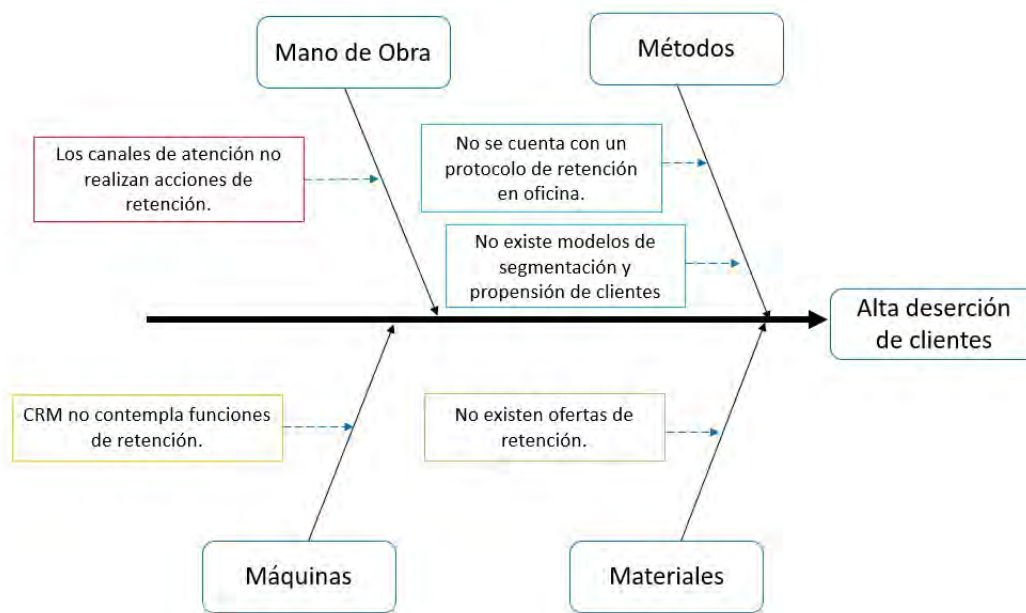 Mano de Obra
Métodos
Los canales de atención no
realizan acciones de
retención.
No se cuenta con un
protocolo de retención
en oficina.
No existe modelos de
segmentación y
propensión de clientes
Alta deserción
de clientes
CRM no contempla funciones
de retención.
No existen ofertas de
retención.
Máquinas
Materiales